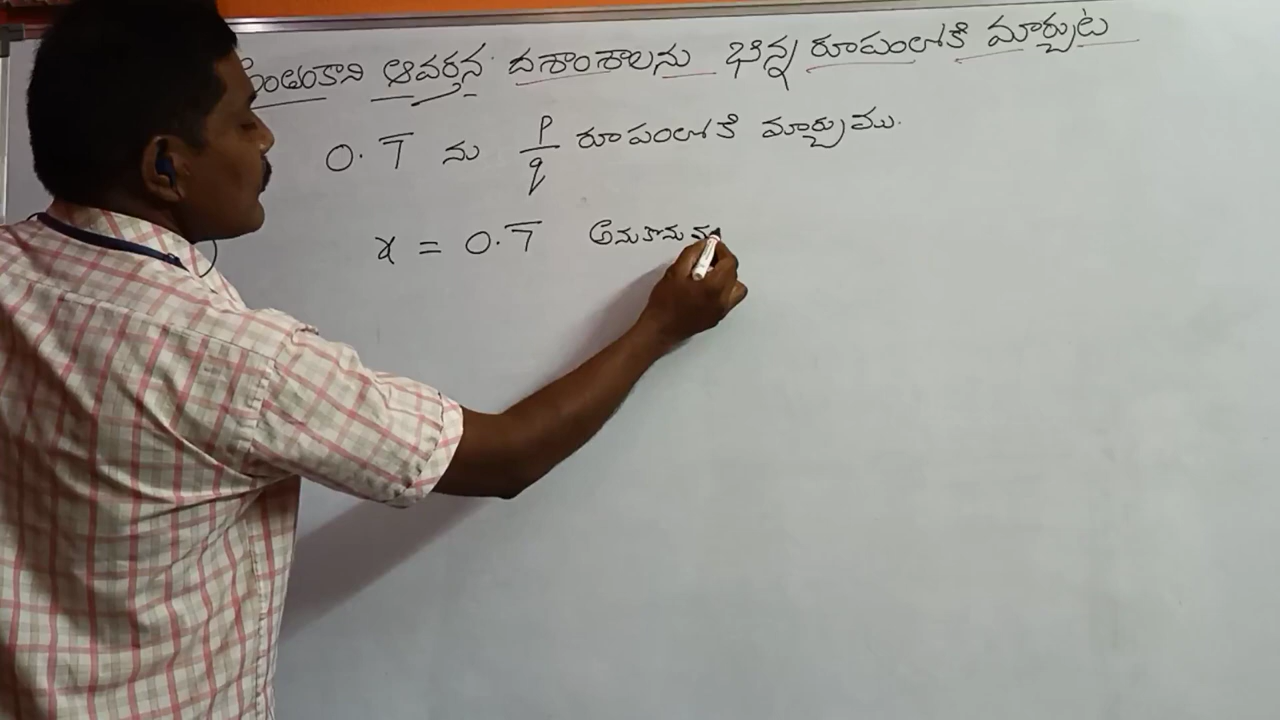 ఆవర్తన దశాంశాలను భిన్న రూపంలోకి మార్చుట
0.7̅ ను p/q రూపంలోకి మార్చుము.
x = 0.7̅